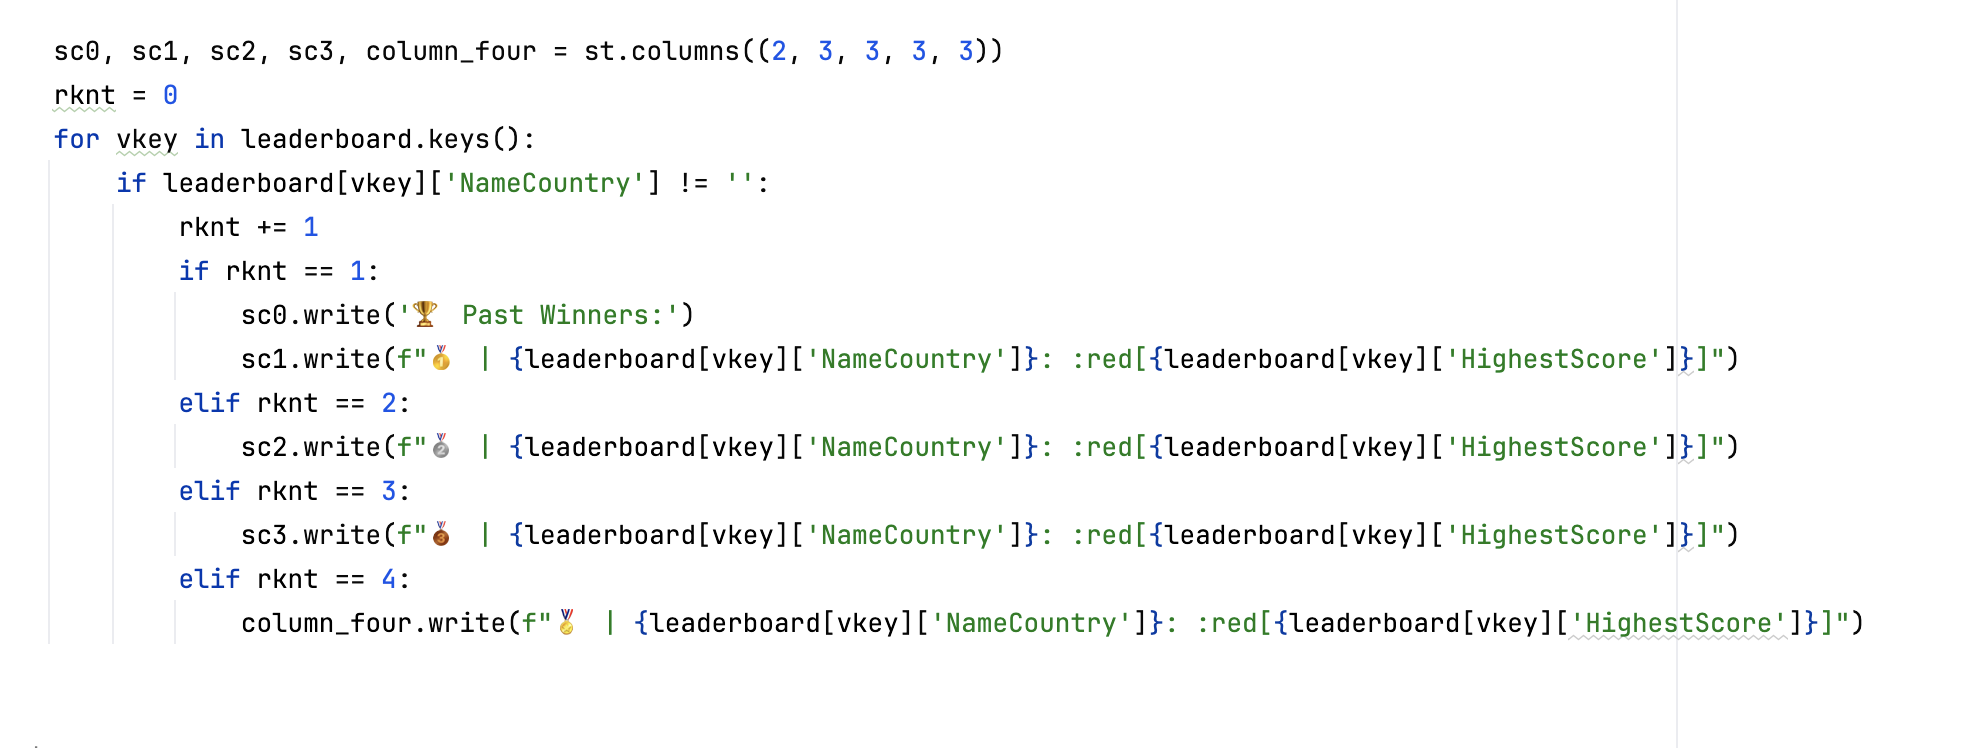 sc0, sc1, sc2, sc3, column_four = st.columns((2, 3, 3, 3, 3))
rknt = 0
for vkey in leaderboard.keys():
    if leaderboard[vkey]['NameCountry'] != '':
        rknt += 1
        if rknt == 1:
            sc0.write('🏆 Past Winners:')
            sc1.write(f"🥇 | {leaderboard[vkey]['NameCountry']}: :red[{leaderboard[vkey]['HighestScore']}]")
        elif rknt == 2:
            sc2.write(f"🥈 | {leaderboard[vkey]['NameCountry']}: :red[{leaderboard[vkey]['HighestScore']}]")
        elif rknt == 3:
            sc3.write(f"🥉 | {leaderboard[vkey]['NameCountry']}: :red[{leaderboard[vkey]['HighestScore']}]")
        elif rknt == 4:
            column_four.write(f"🏅 | {leaderboard[vkey]['NameCountry']}: :red[{leaderboard[vkey]['HighestScore']}]")